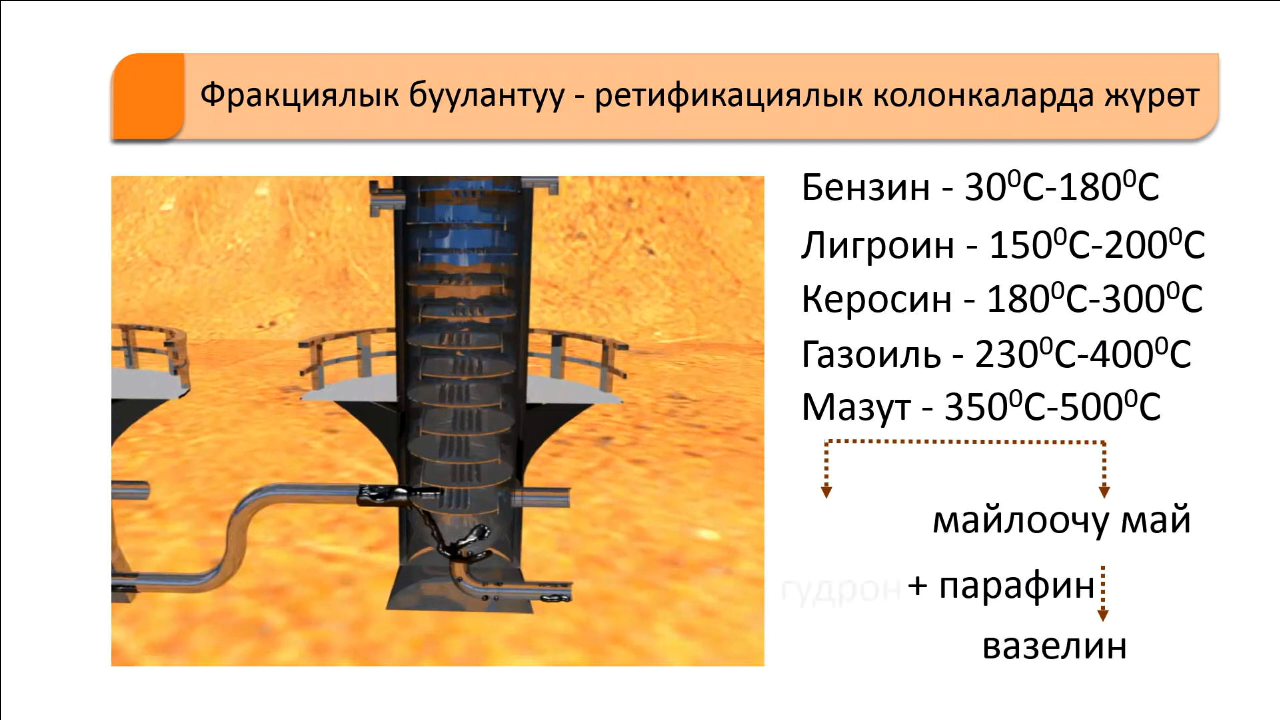 Фракциялык буулантуу - ретификациялык колонкаларда жүрөт
Бензин - 30⁰С-180⁰С
Лигроин - 150⁰С-200⁰С
Керосин - 180⁰С-300⁰С
Газоиль - 230⁰С-400⁰С
Мазут - 350⁰С-500⁰С
майлоочу май
гудрон + парафин
вазелин